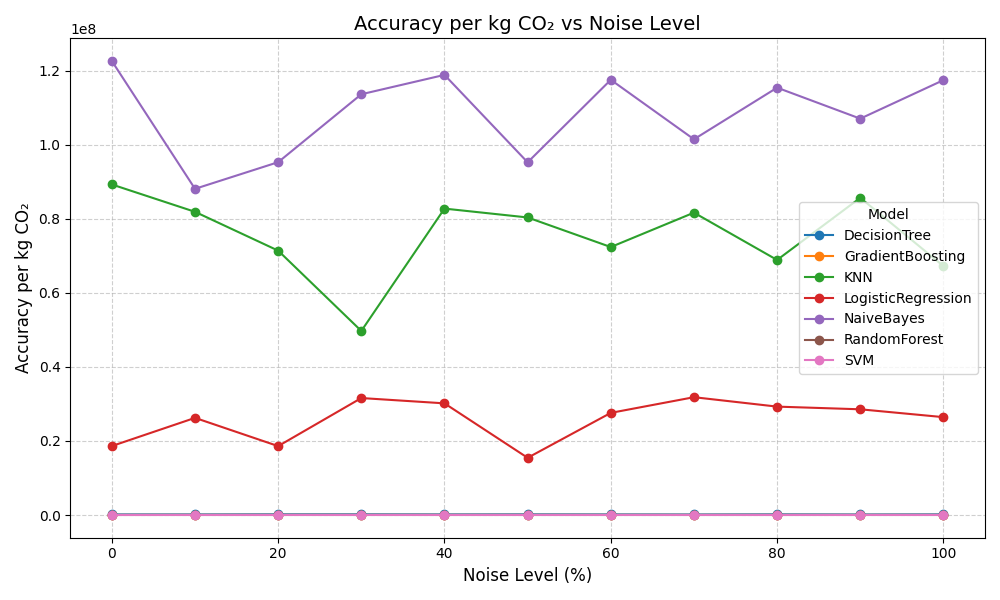 Accuracy per kg CO₂ vs Noise Level
1e8
1.2
1.0
0.8
0.6
0.4
0.2
0.0
Accuracy per kg CO₂
0
20
40
60
80
100
Noise Level (%)
Model
DecisionTree
GradientBoosting
KNN
LogisticRegression
NaiveBayes
RandomForest
SVM